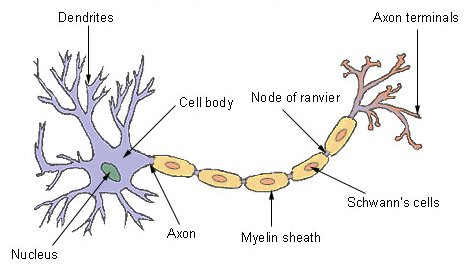 Dendrites
Axon terminals
Cell body
Node of ranvier
Schwann's cells
Axon
Myelin sheath
Nucleus